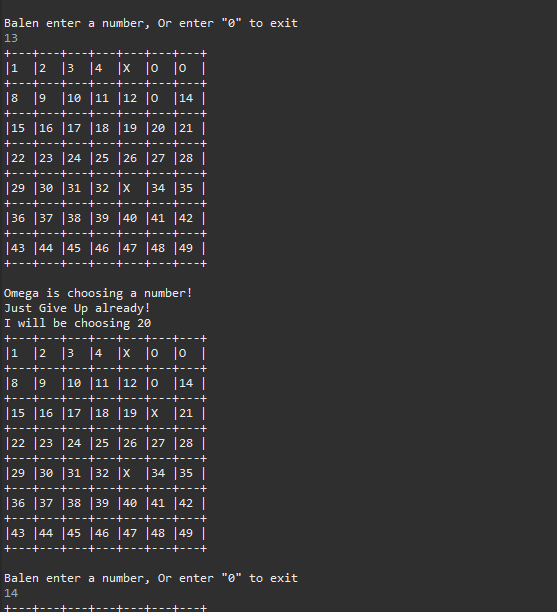 Balen enter a number, Or enter "0" to exit
13
+---+---+---+---+---+---+---+
|1  |2  |3  |4  |X  |O  |O  |
+---+---+---+---+---+---+---+
|8  |9  |10 |11 |12 |O  |14 |
+---+---+---+---+---+---+---+
|15 |16 |17 |18 |19 |20 |21 |
+---+---+---+---+---+---+---+
|22 |23 |24 |25 |26 |27 |28 |
+---+---+---+---+---+---+---+
|29 |30 |31 |32 |X  |34 |35 |
+---+---+---+---+---+---+---+
|36 |37 |38 |39 |40 |41 |42 |
+---+---+---+---+---+---+---+
|43 |44 |45 |46 |47 |48 |49 |
+---+---+---+---+---+---+---+
Omega is choosing a number!
Just Give Up already!
I will be choosing 20
+---+---+---+---+---+---+---+
|1  |2  |3  |4  |X  |O  |O  |
+---+---+---+---+---+---+---+
|8  |9  |10 |11 |12 |O  |14 |
+---+---+---+---+---+---+---+
|15 |16 |17 |18 |19 |X  |21 |
+---+---+---+---+---+---+---+
|22 |23 |24 |25 |26 |27 |28 |
+---+---+---+---+---+---+---+
|29 |30 |31 |32 |X  |34 |35 |
+---+---+---+---+---+---+---+
|36 |37 |38 |39 |40 |41 |42 |
+---+---+---+---+---+---+---+
|43 |44 |45 |46 |47 |48 |49 |
+---+---+---+---+---+---+---+
Balen enter a number, Or enter "0" to exit
14
+---+---+---+---+---+---+---+